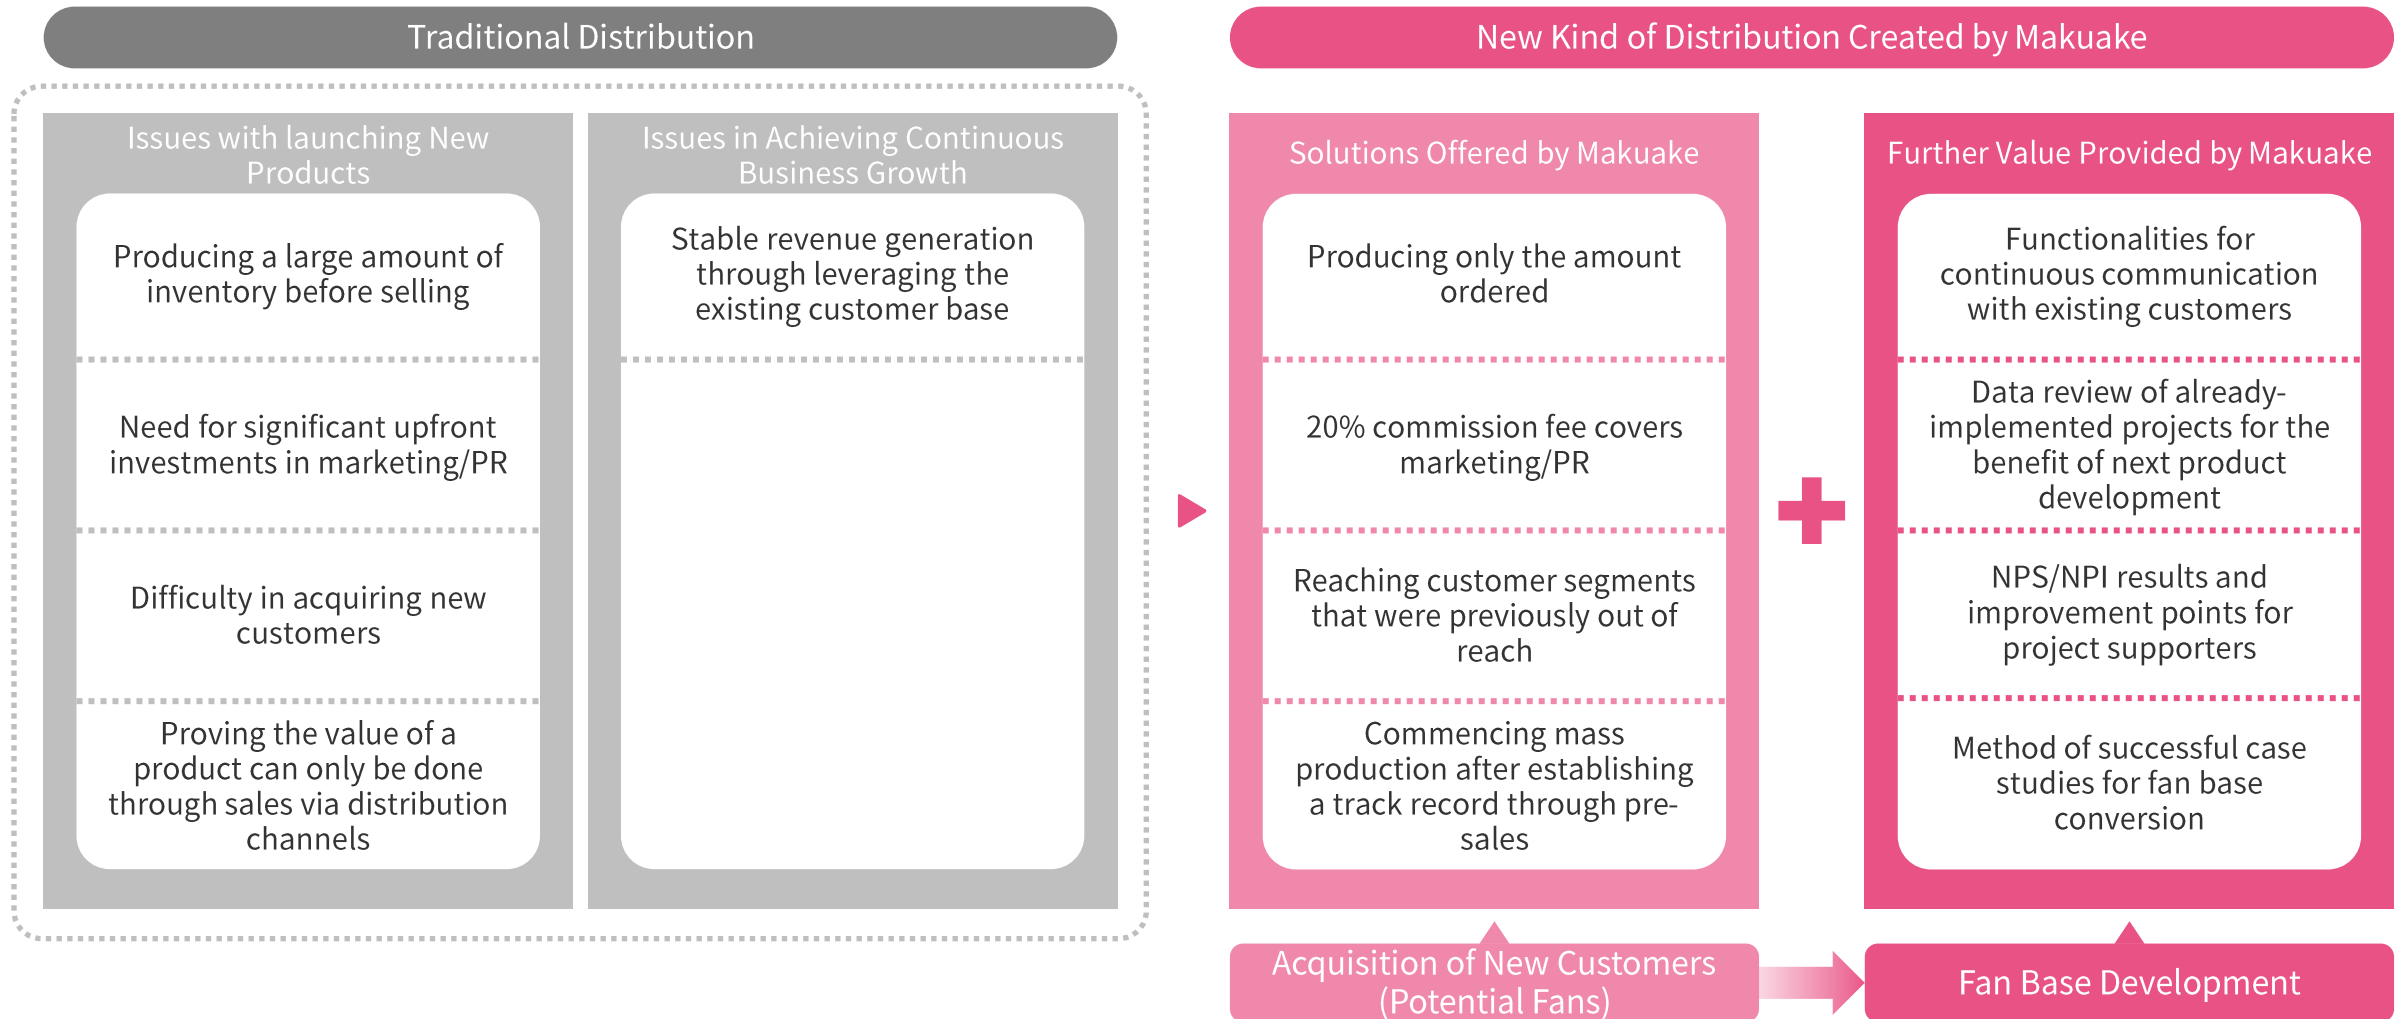 Traditional Distribution
Issues with launching New
Products
Producing a large amount of
inventory before selling
Need for significant upfront
investments in marketing/PR
Difficulty in acquiring new
customers
Proving the value of a
product can only be done
through sales via distribution
channels
Issues in Achieving Continuous
Business Growth
Stable revenue generation
through leveraging the
existing customer base
New Kind of Distribution Created by Makuake
Solutions Offered by Makuake
Producing only the amount
ordered
20% commission fee covers
marketing/PR
Reaching customer segments
that were previously out of
reach
Commencing mass
production after establishing
a track record through pre-
sales
Further Value Provided by Makuake
Functionalities for
continuous communication
with existing customers
Data review of already-
implemented projects for the
benefit of next product
development
NPS/NPI results and
improvement points for
project supporters
Method of successful case
studies for fan base
conversion
Acquisition of New Customers
(Potential Fans)
Fan Base Development